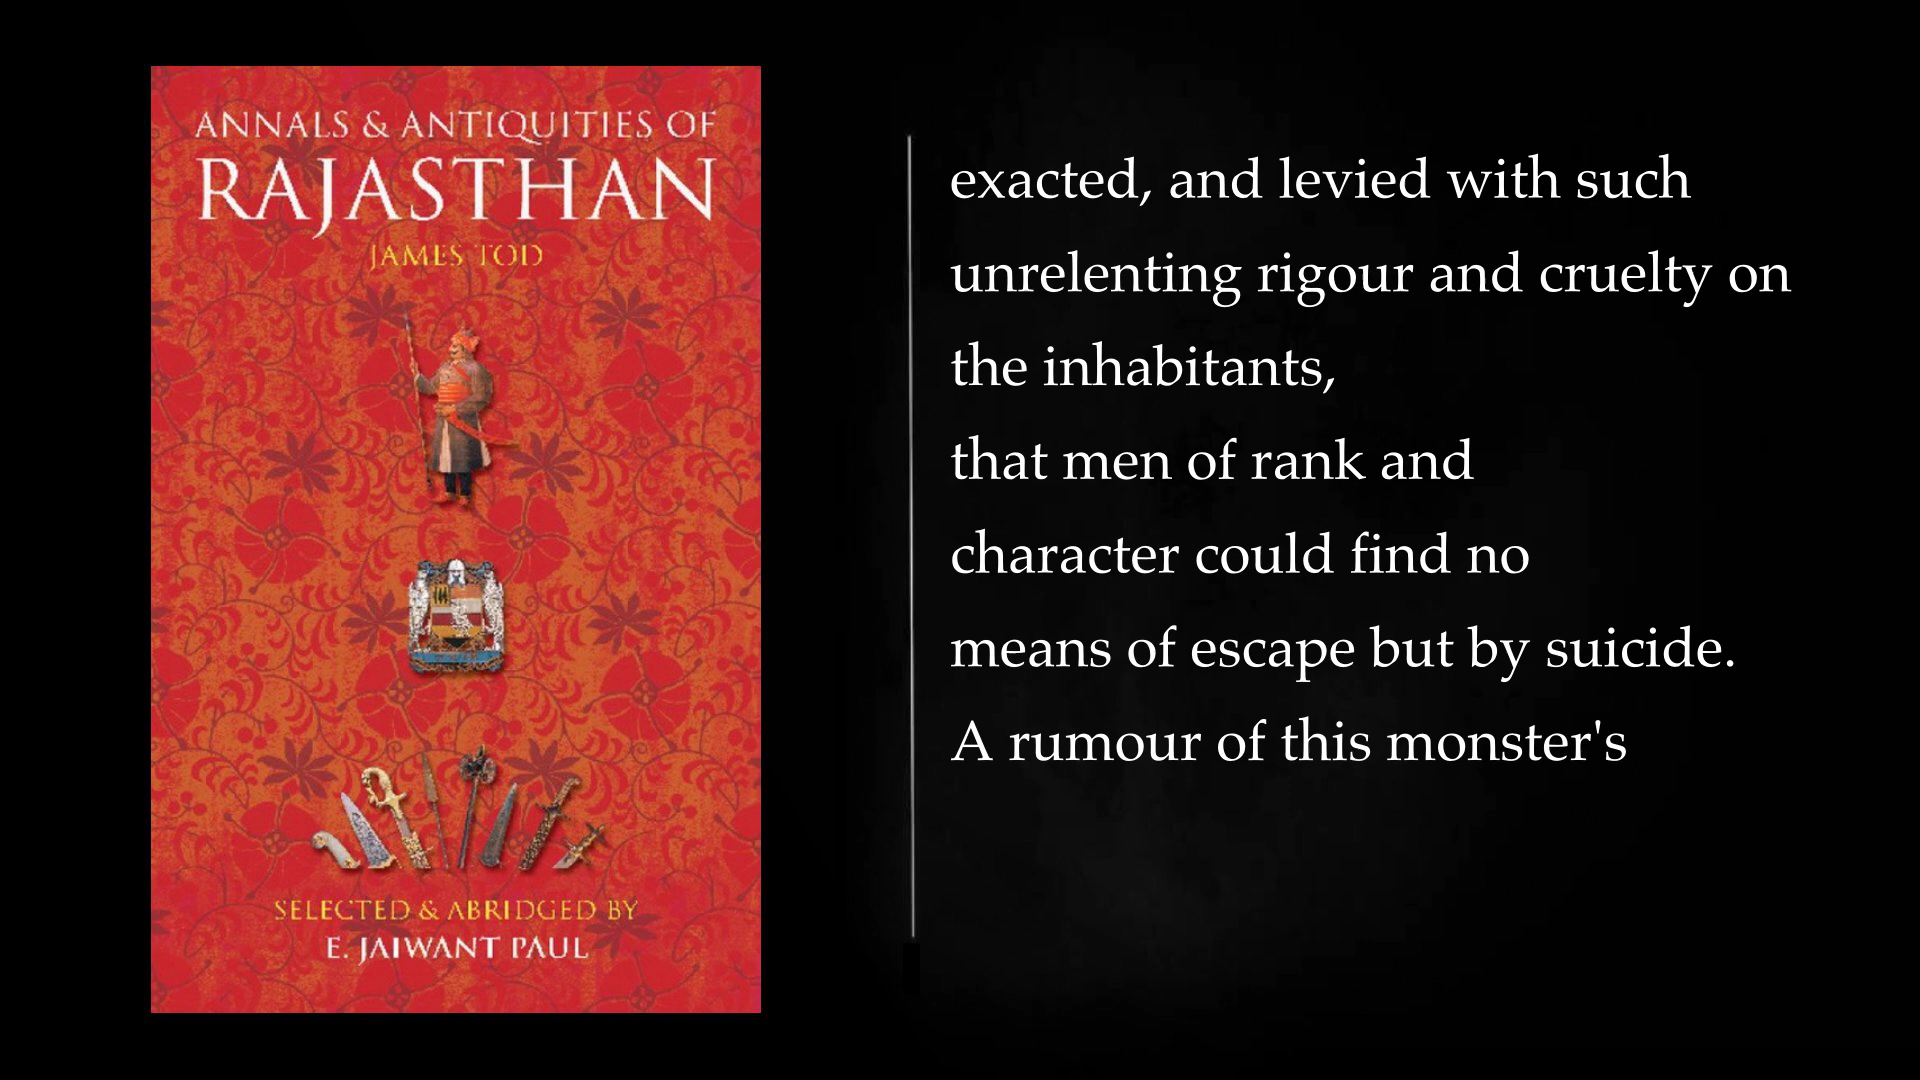 ANNALS & ANTIQUITIES OF
RAJASTHAN
JAMES TOD
SELECTED & ABRIDGED BY
E. JAIWANT PAUL
exacted, and levied with such
unrelenting rigour and cruelty on
the inhabitants,
that men of rank and
character could find no
means of escape but by suicide.
A rumour of this monster's